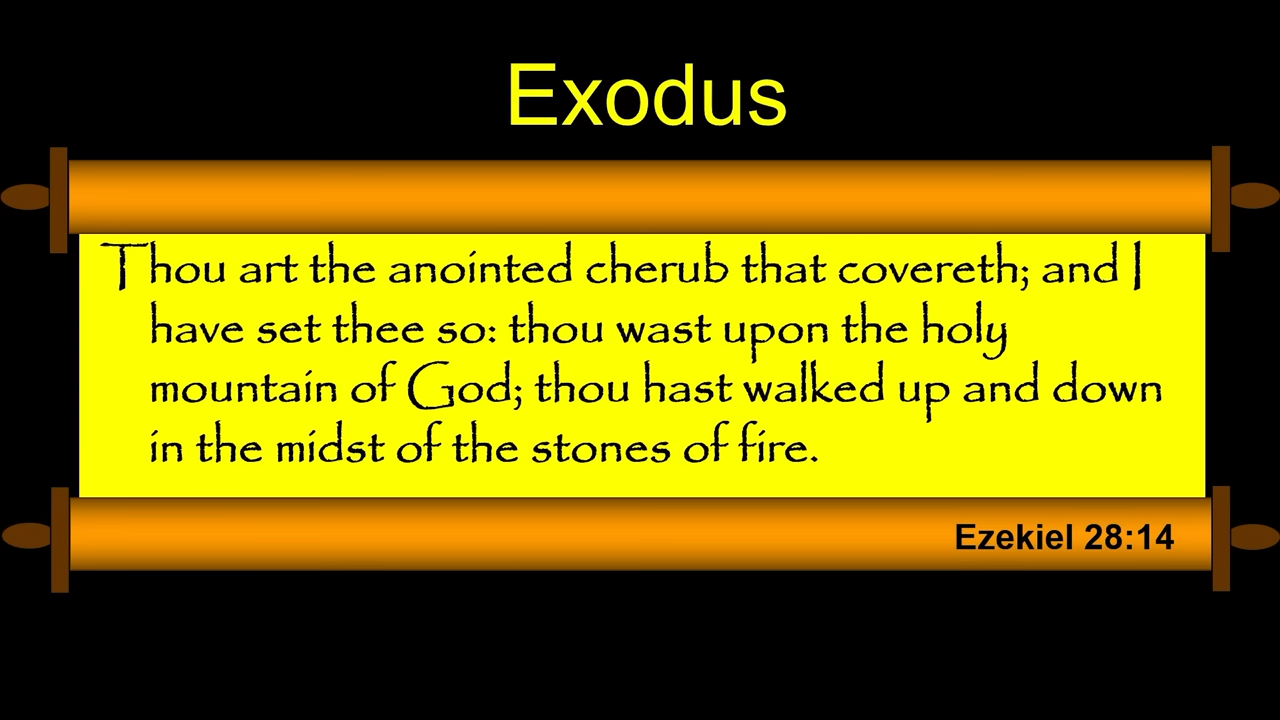 Exodus
Thou art the anointed cherub that covereth; and I
have set thee so: thou wast upon the holy
mountain of God; thou hast walked up and down
in the midst of the stones of fire.
Ezekiel 28:14